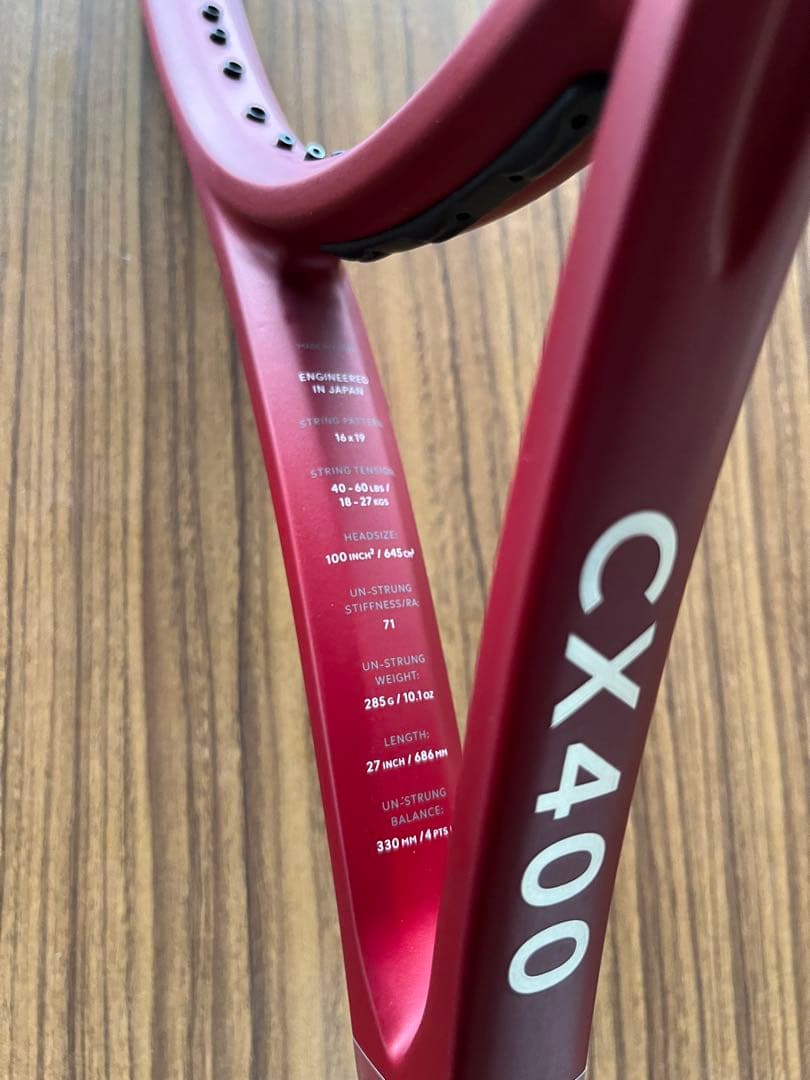 ENGINEERED
IN JAPAN
STRING PATTERN
16 x 19
STRING TENSION
40 - 60 LBS /
18 - 27 KGS
HEADSIZE:
100 INCH² / 645 CM²
UN-STRUNG
STIFFNESS/RA:
71
UN-STRUNG
WEIGHT:
285 G / 10.1 OZ
LENGTH:
27 INCH / 686 MM
UN-STRUNG
BALANCE:
330 MM / 4 PTS
CX400